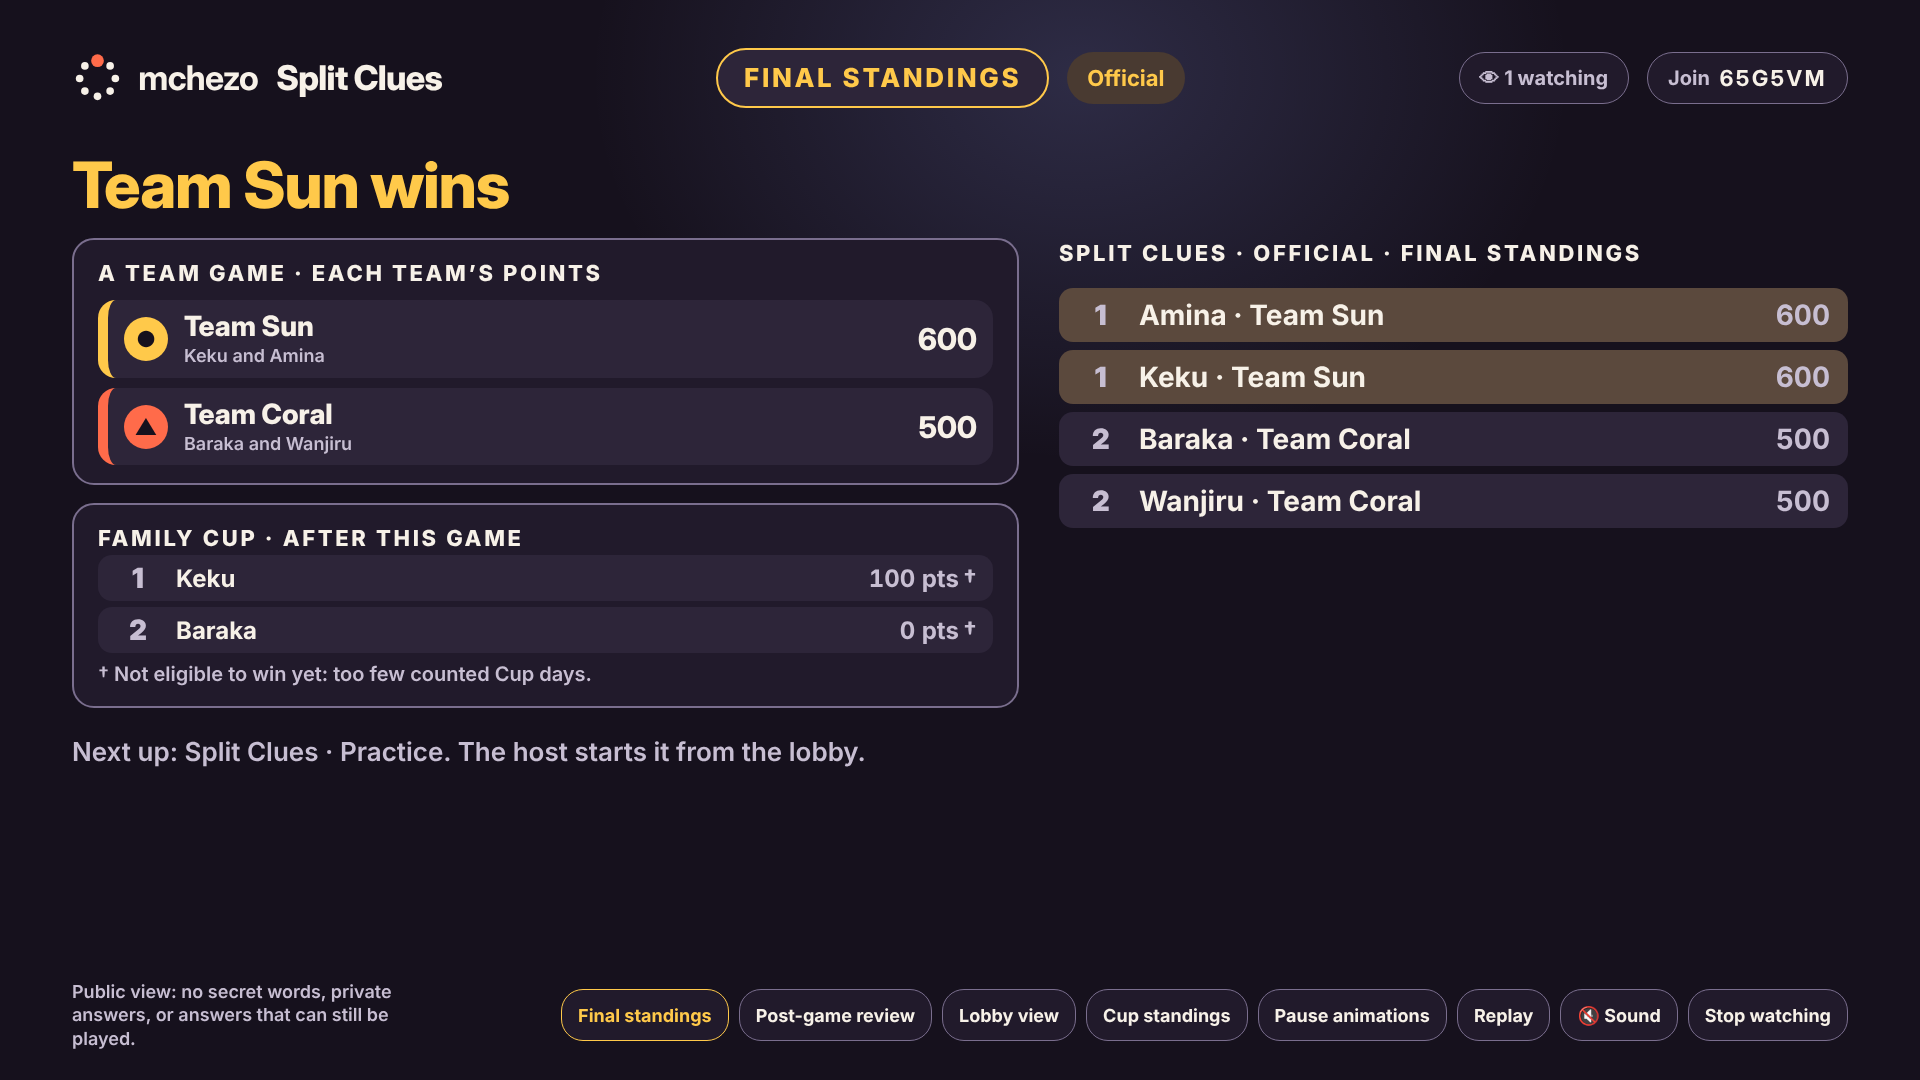 mchezo Split Clues
FINAL STANDINGS
Official
1 watching
Join 65G5VM
Team Sun wins
A TEAM GAME · EACH TEAM’S POINTS
Team Sun
Keku and Amina
600
Team Coral
Baraka and Wanjiru
500
FAMILY CUP · AFTER THIS GAME
1 Keku 100 pts †
2 Baraka 0 pts †
† Not eligible to win yet: too few counted Cup days.
Next up: Split Clues · Practice. The host starts it from the lobby.
SPLIT CLUES · OFFICIAL · FINAL STANDINGS
1 Amina · Team Sun 600
1 Keku · Team Sun 600
2 Baraka · Team Coral 500
2 Wanjiru · Team Coral 500
Public view: no secret words, private
answers, or answers that can still be
played.
Final standings
Post-game review
Lobby view
Cup standings
Pause animations
Replay
Sound
Stop watching